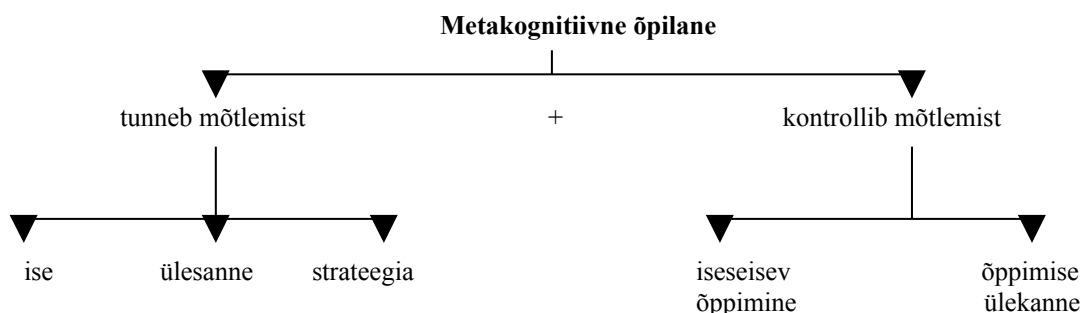 Metakognitiivne õpilane
tunneb mõtlemist + kontrollib mõtlemist
ise ülesanne strateegia iseseisev õppimise
õppimine ülekanne